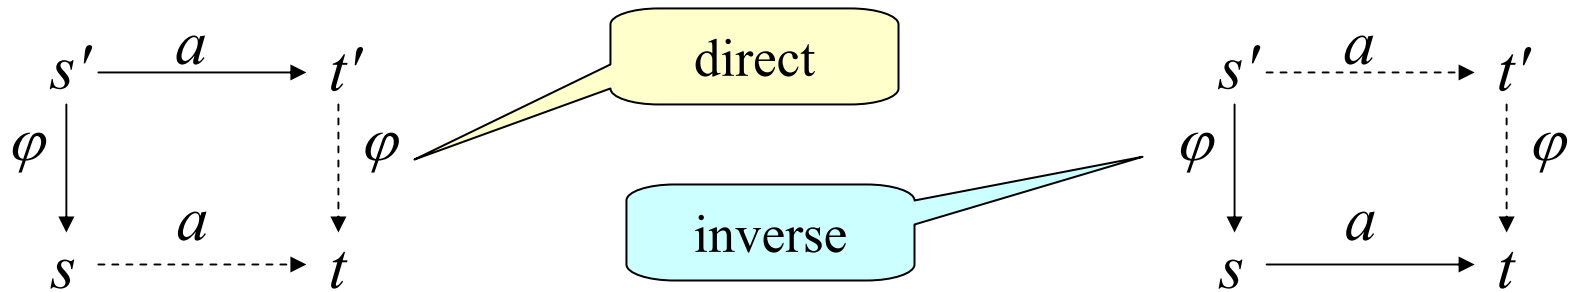 s′ a t′
φ φ
s a t
direct
inverse
s′ a t′
φ φ
s a t